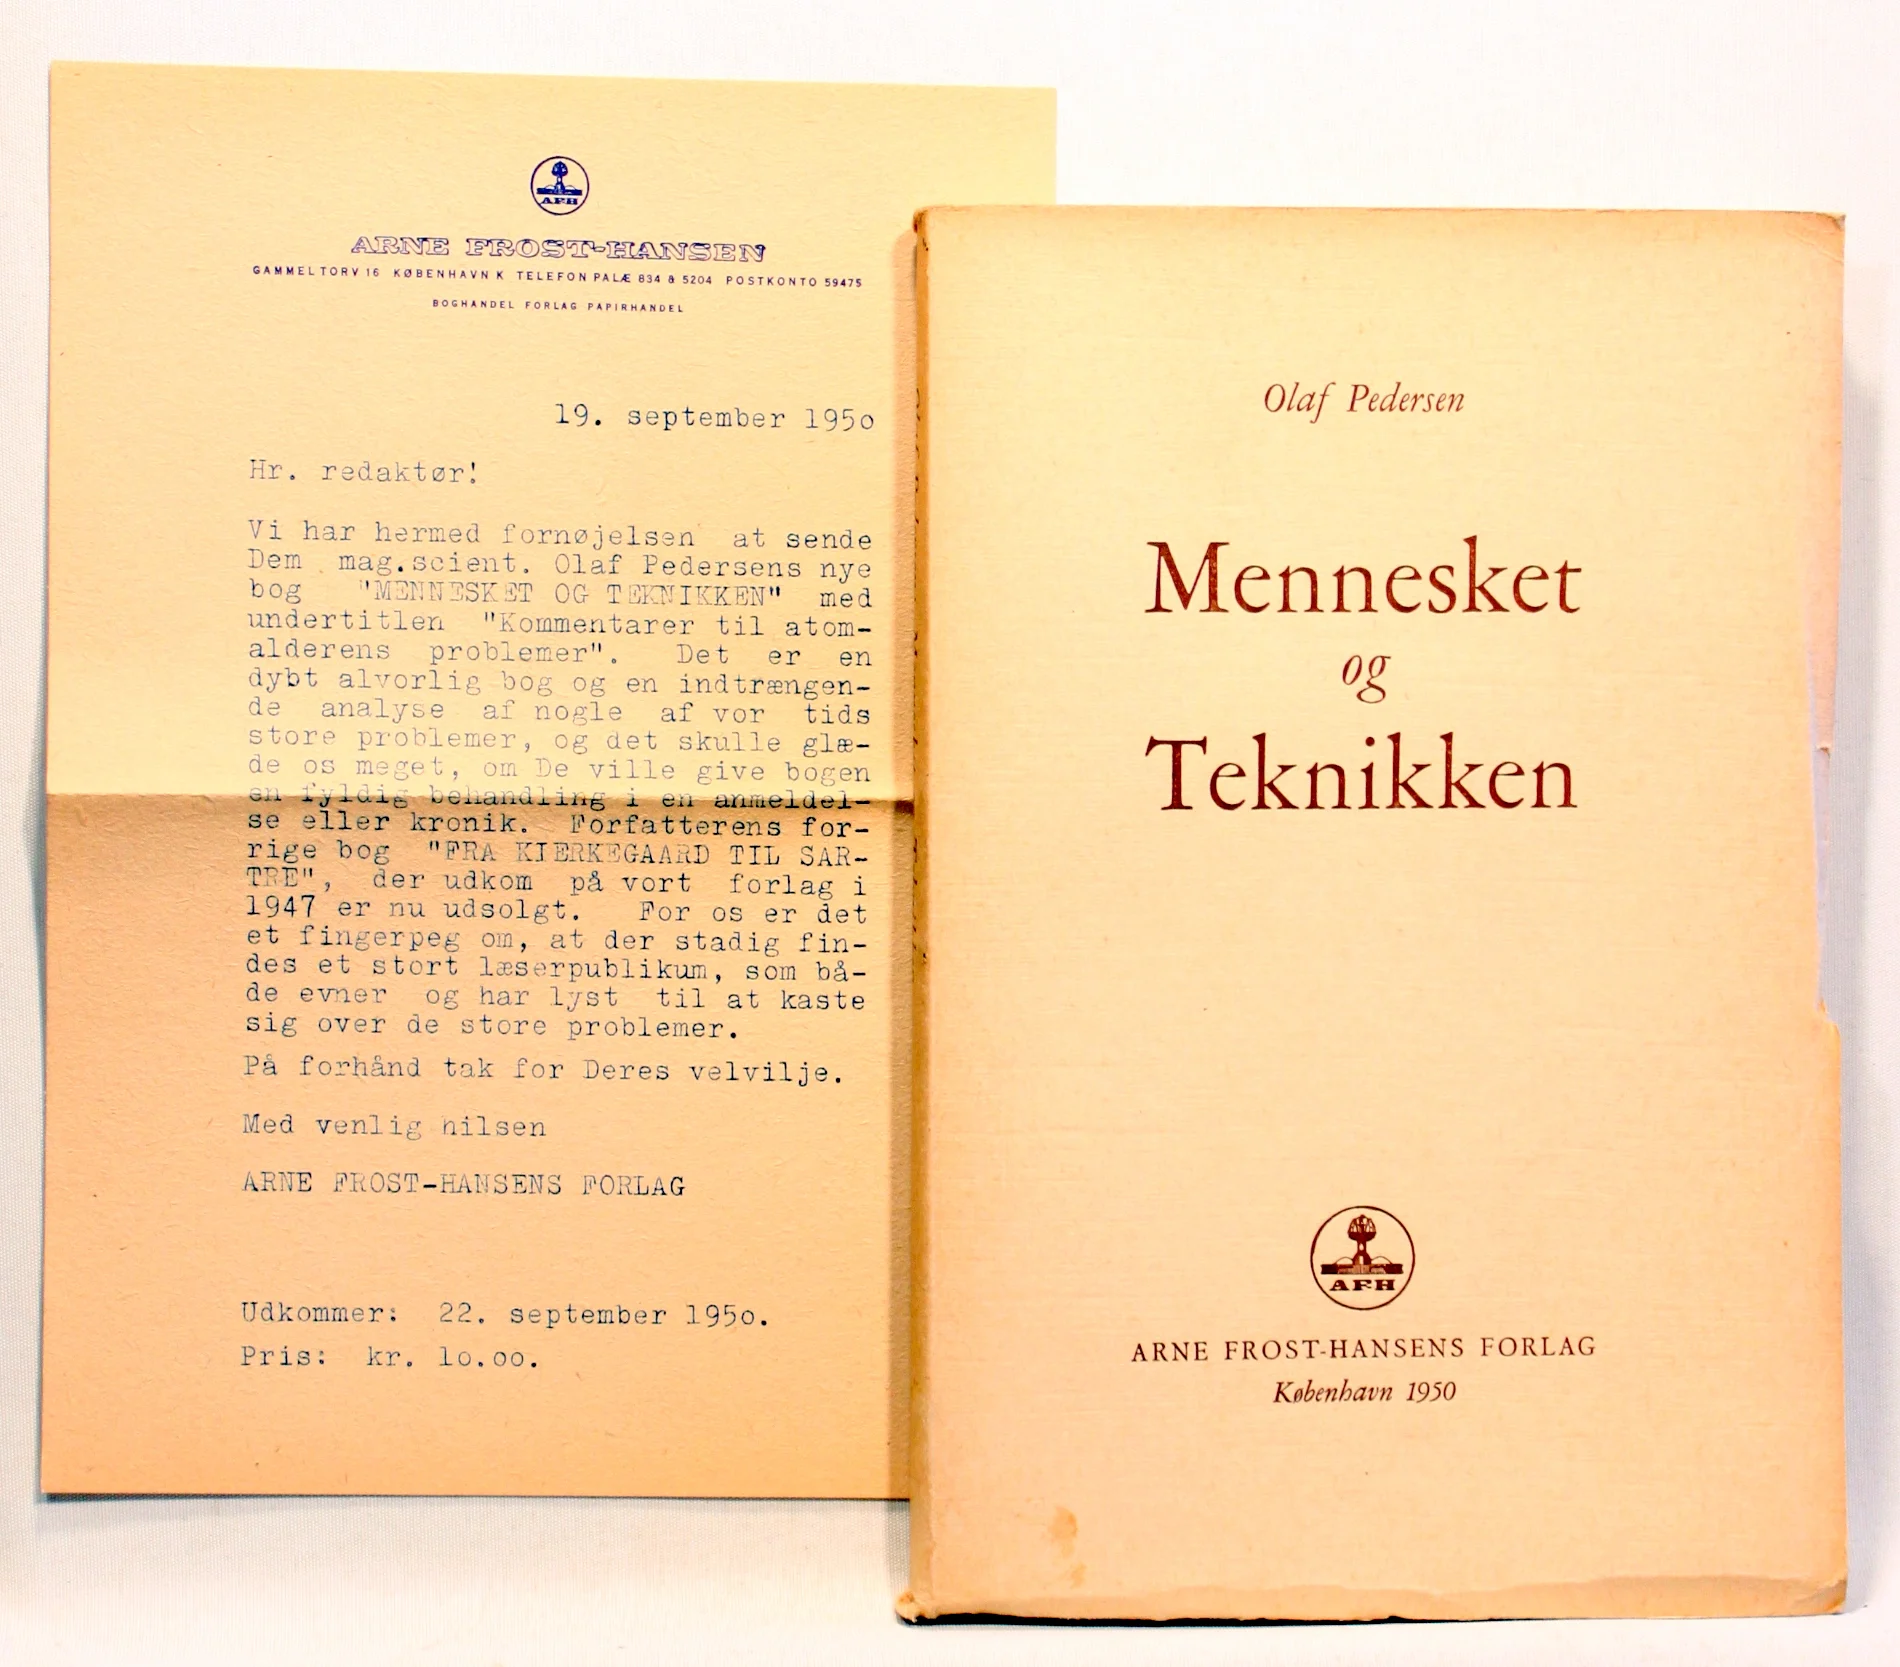 AFH
ARNE FROST-HANSEN
GAMMELTORV 16 KØBENHAVN K TELEFON PALÆ 834 & 5204 POSTKONTO 59475
BOGHANDEL FORLAG PAPIRHANDEL
19. september 195o
Hr. redaktør!
Vi har hermed fornøjelsen at sende
Dem mag.scient. Olaf Pedersens nye
bog "MENNESKET OG TEKNIKKEN" med
undertitlen "Kommentarer til atom-
alderens problemer". Det er en
dybt alvorlig bog og en indtrængen-
de analyse af nogle af vor tids
store problemer, og det skulle glæ-
de os meget, om De ville give bogen
en fyldig behandling i en anmeldel-
se eller kronik. Forfatterens for-
rige bog "FRA KIERKEGAARD TIL SAR-
TRE", der udkom på vort forlag i
1947 er nu udsolgt. For os er det
et fingerpeg om, at der stadig fin-
des et stort læserpublikum, som bå-
de evner og har lyst til at kaste
sig over de store problemer.
På forhånd tak for Deres velvilje.
Med venlig hilsen
ARNE FROST-HANSENS FORLAG
Udkommer: 22. september 195o.
Pris: kr. 1o.oo.
Olaf Pedersen
Mennesket
og
Teknikken
AFH
ARNE FROST-HANSENS FORLAG
København 1950